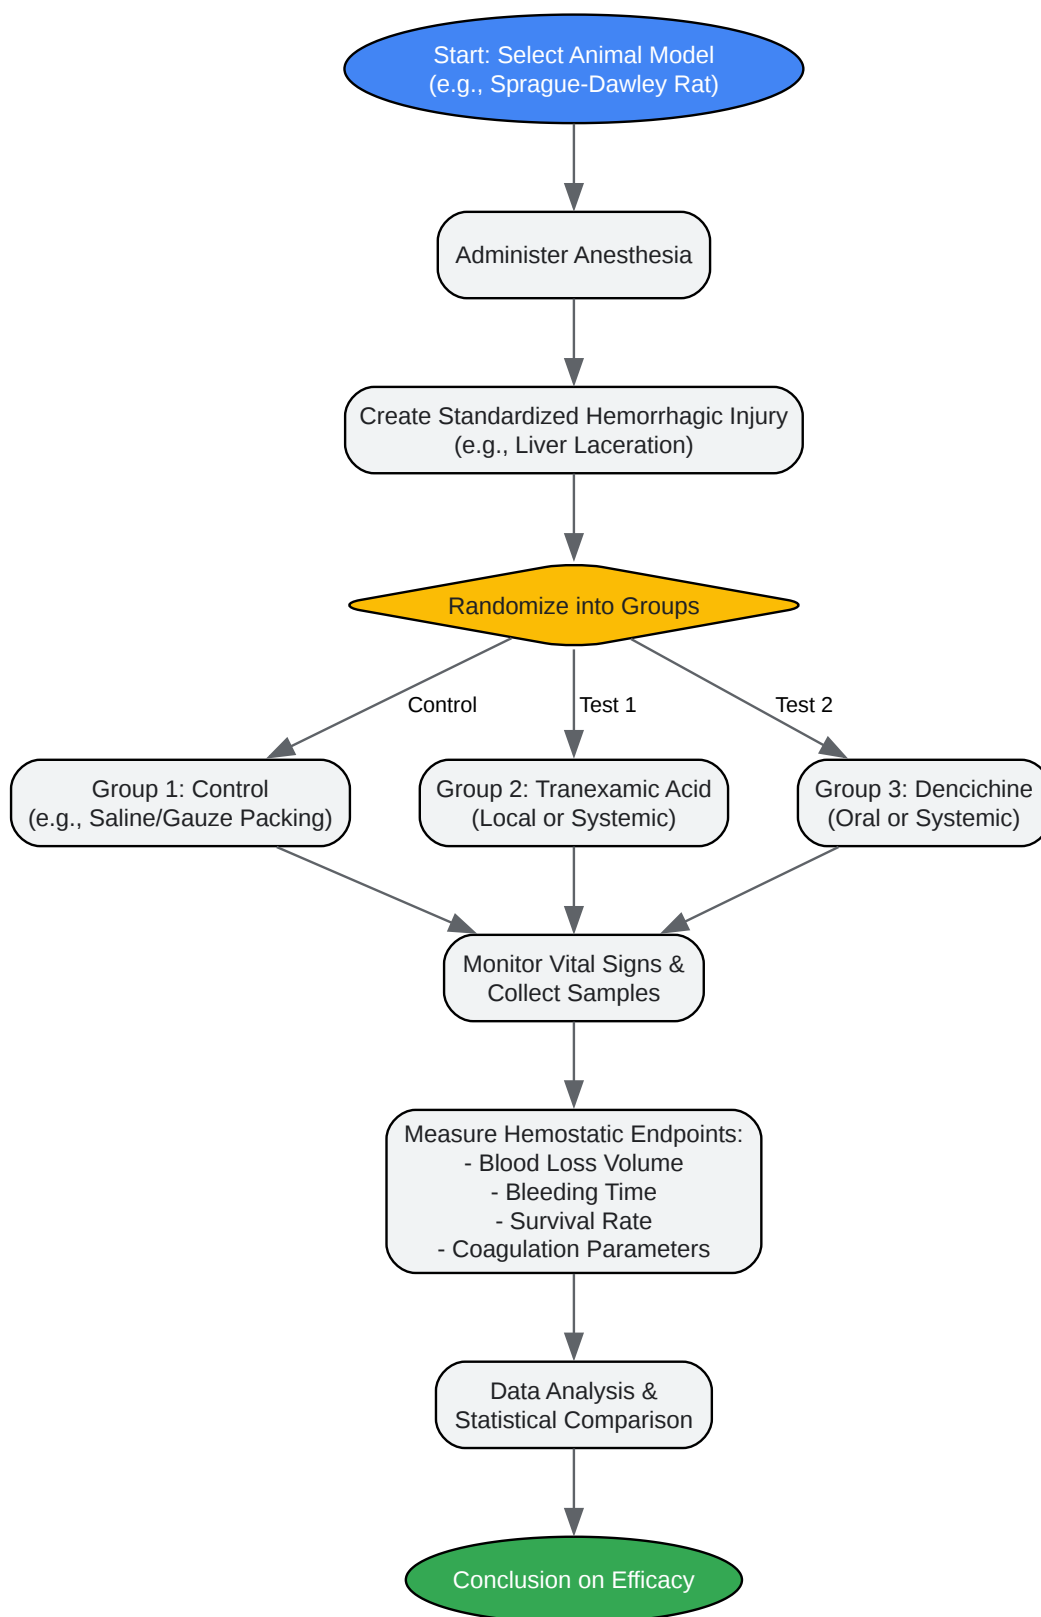 Start: Select Animal Model
(e.g., Sprague-Dawley Rat)
Administer Anesthesia
Create Standardized Hemorrhagic Injury
(e.g., Liver Laceration)
Randomize into Groups
Control
Test 1
Test 2
Group 1: Control
(e.g., Saline/Gauze Packing)
Group 2: Tranexamic Acid
(Local or Systemic)
Group 3: Dencichine
(Oral or Systemic)
Monitor Vital Signs &
Collect Samples
Measure Hemostatic Endpoints:
- Blood Loss Volume
- Bleeding Time
- Survival Rate
- Coagulation Parameters
Data Analysis &
Statistical Comparison
Conclusion on Efficacy